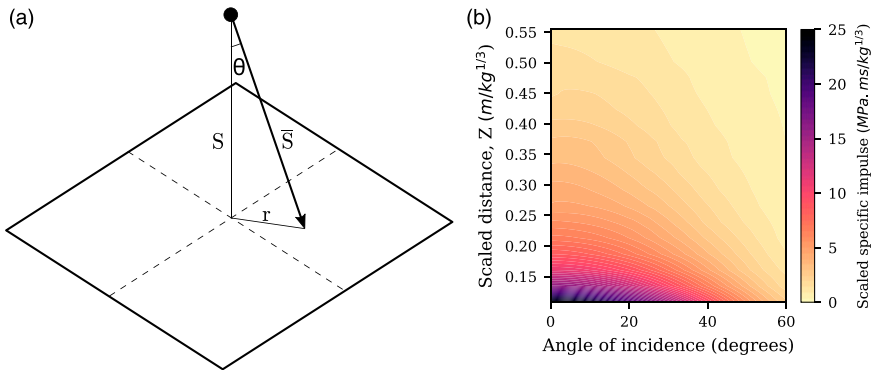 (a)
θ
S
S̅
r
(b)
Scaled distance, Z (m/kg^{1/3})
0.55
0.50
0.45
0.40
0.35
0.30
0.25
0.20
0.15
0 20 40 60
Angle of incidence (degrees)
25
20
15
10
5
0
Scaled specific impulse (MPa.ms/kg^{1/3})